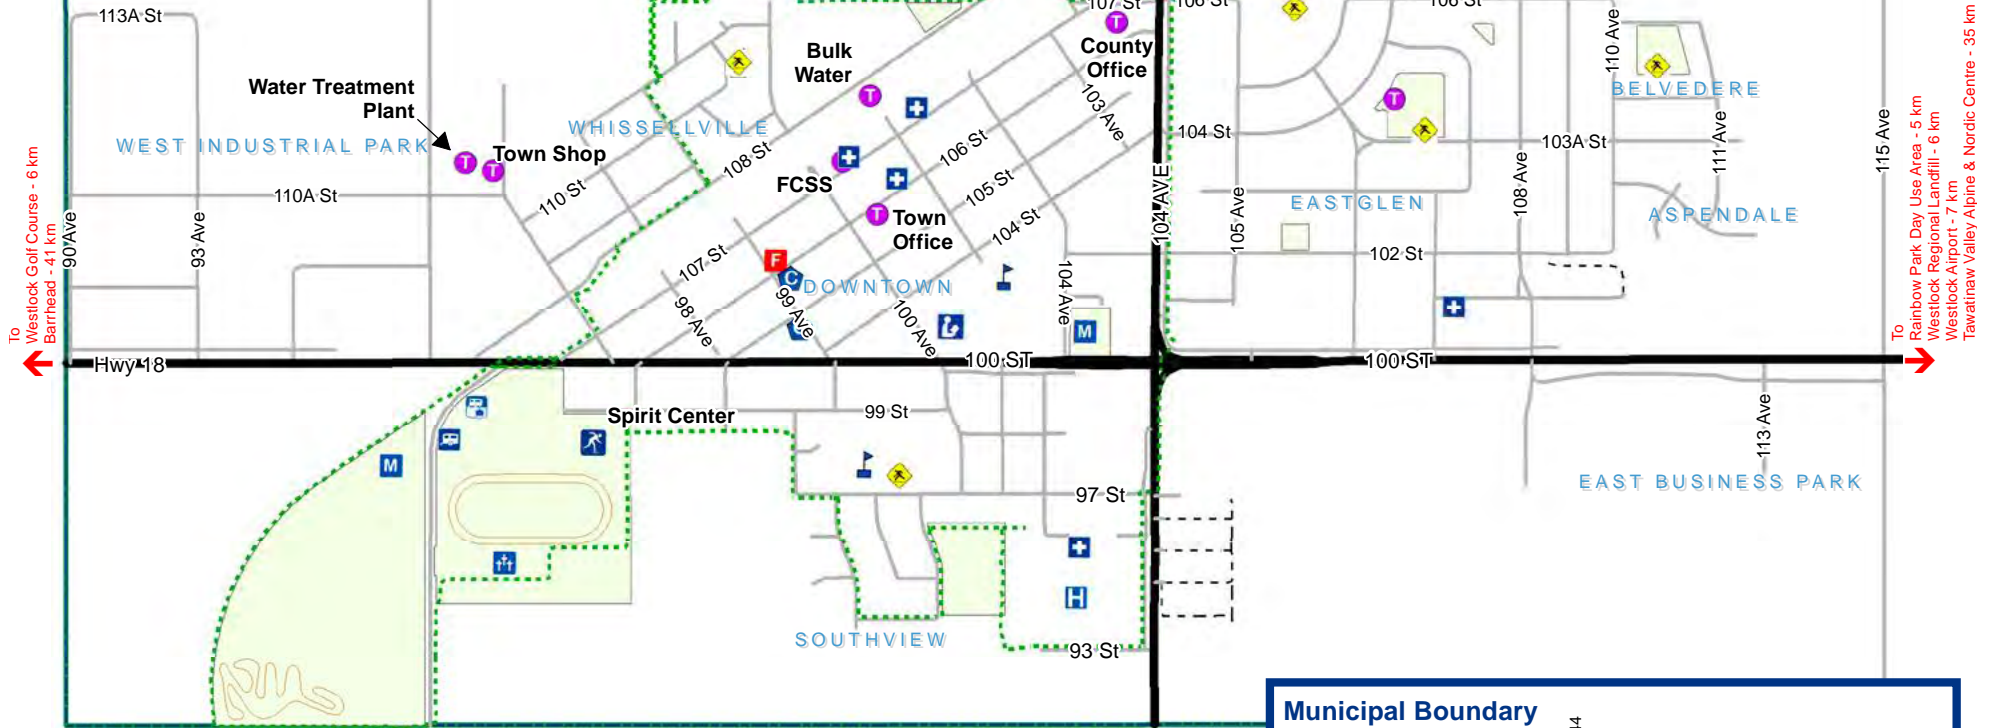 113A St
107 St
106 St
106 St
T
County
Office
Bulk
Water
T
Water Treatment
Plant
WEST INDUSTRIAL PARK
WHISSELLVILLE
T
T
Town Shop
108 St
106 St
103 Ave
104 St
T
110 Ave
BELVEDERE
103A St
111 Ave
115 Ave
110A St
110 St
FCSS
105 St
104 St
T
Town
Office
90 Ave
93 Ave
107 St
F
C
DOWNTOWN
98 Ave
99 Ave
100 Ave
104 Ave
104 AVE
105 Ave
EASTGLEN
108 Ave
ASPENDALE
102 St
M
To
Westlock Golf Course - 6 km
Barrhead - 41 km
To
Rainbow Park Day Use Area - 5 km
Westlock Regional Landfill - 6 km
Westlock Airport - 7 km
Tawatinaw Valley Alpine & Nordic Centre - 35 km
Hwy 18
100 ST
100 ST
Spirit Center
99 St
M
113 Ave
EAST BUSINESS PARK
97 St
H
SOUTHVIEW
93 St
Municipal Boundary
44